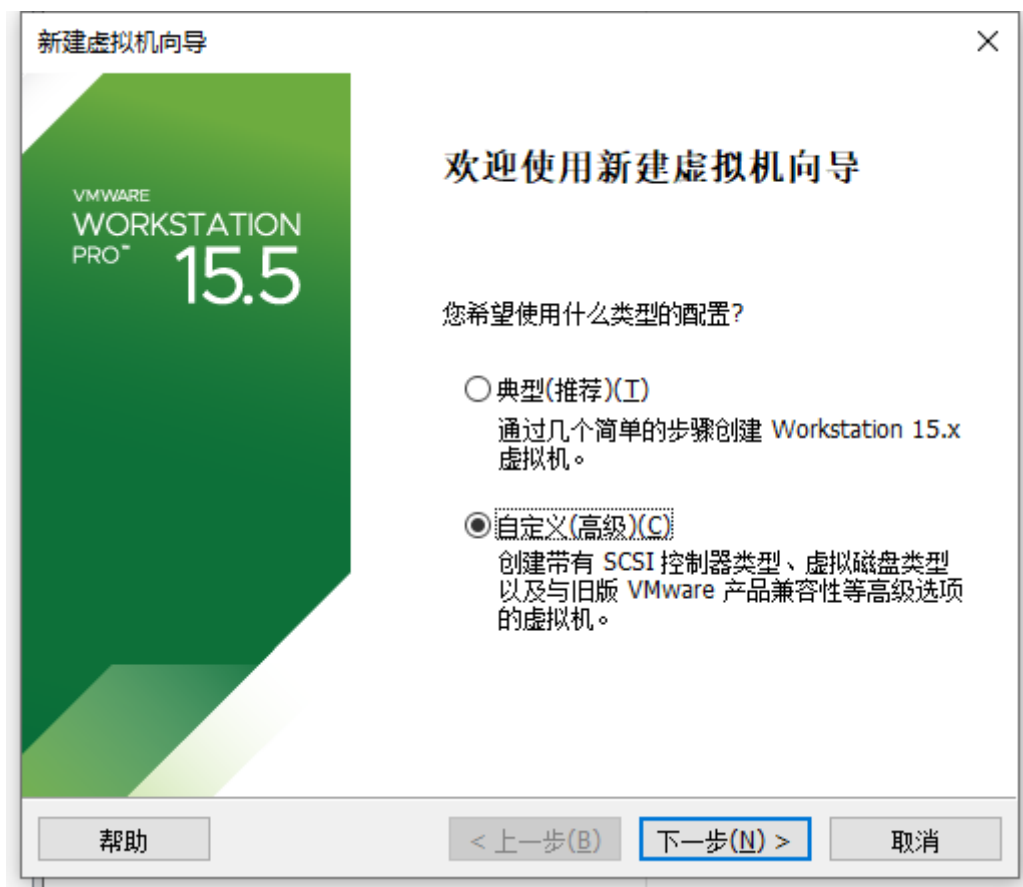 新建虚拟机向导
VMWARE
WORKSTATION
PRO™ 15.5
欢迎使用新建虚拟机向导
您希望使用什么类型的配置?
典型(推荐)(T)
通过几个简单的步骤创建 Workstation 15.x
虚拟机。
自定义(高级)(C)
创建带有 SCSI 控制器类型、虚拟磁盘类型
以及与旧版 VMware 产品兼容性等高级选项
的虚拟机。
帮助
< 上一步(B)
下一步(N) >
取消